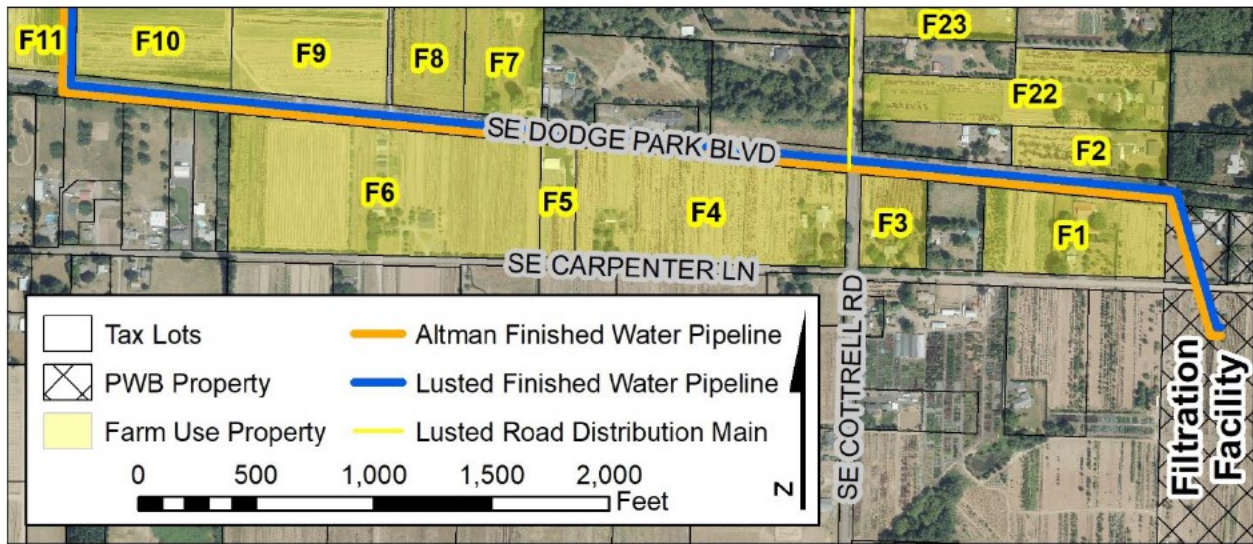 F11
F10
F9
F8
F7
F23
F22
F2
SE DODGE PARK BLVD
F6
F5
F4
F3
F1
SE CARPENTER LN
SE COTTRELL RD
Filtration
Facility
Tax Lots
PWB Property
Farm Use Property
Altman Finished Water Pipeline
Lusted Finished Water Pipeline
Lusted Road Distribution Main
0 500 1,000 1,500 2,000
Feet
N